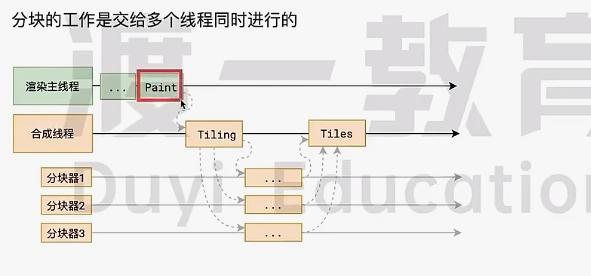 分块的工作是交给多个线程同时进行的
渡一教育
渲染主线程 ... Paint
合成线程 Tiling Tiles
分块器1 ...
Duyi Education
分块器2 ...
分块器3 ...